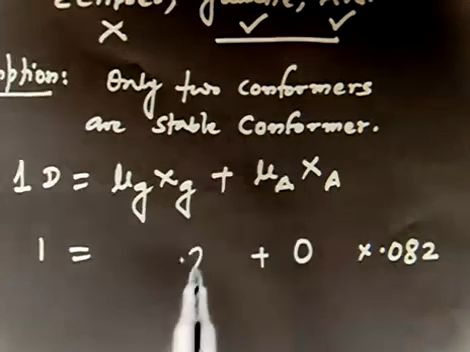 ✗ ✓ ✓
ption: Only two conformers
are stable Conformer.
1 D = μg xg + μA XA
1 = + 0 x .082